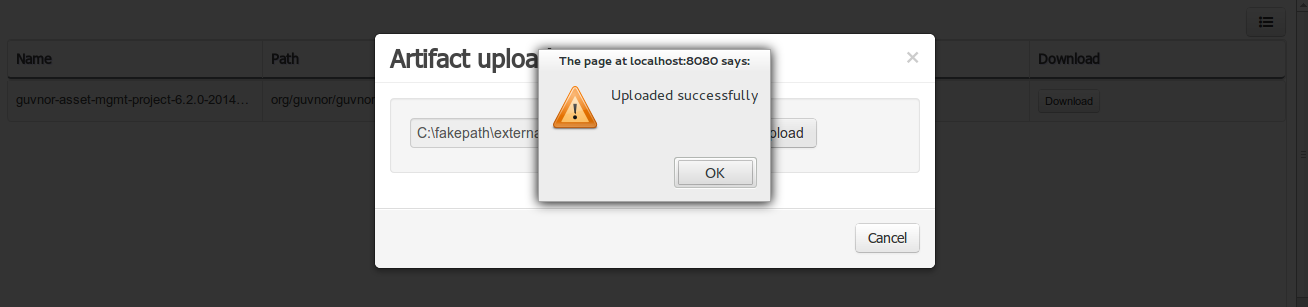 Name Path Download
guvnor-asset-mgmt-project-6.2.0-2014... org/guvnor/guvnor Download
Artifact upload
×
The page at localhost:8080 says:
Uploaded successfully
C:\fakepath\externa
pload
OK
Cancel